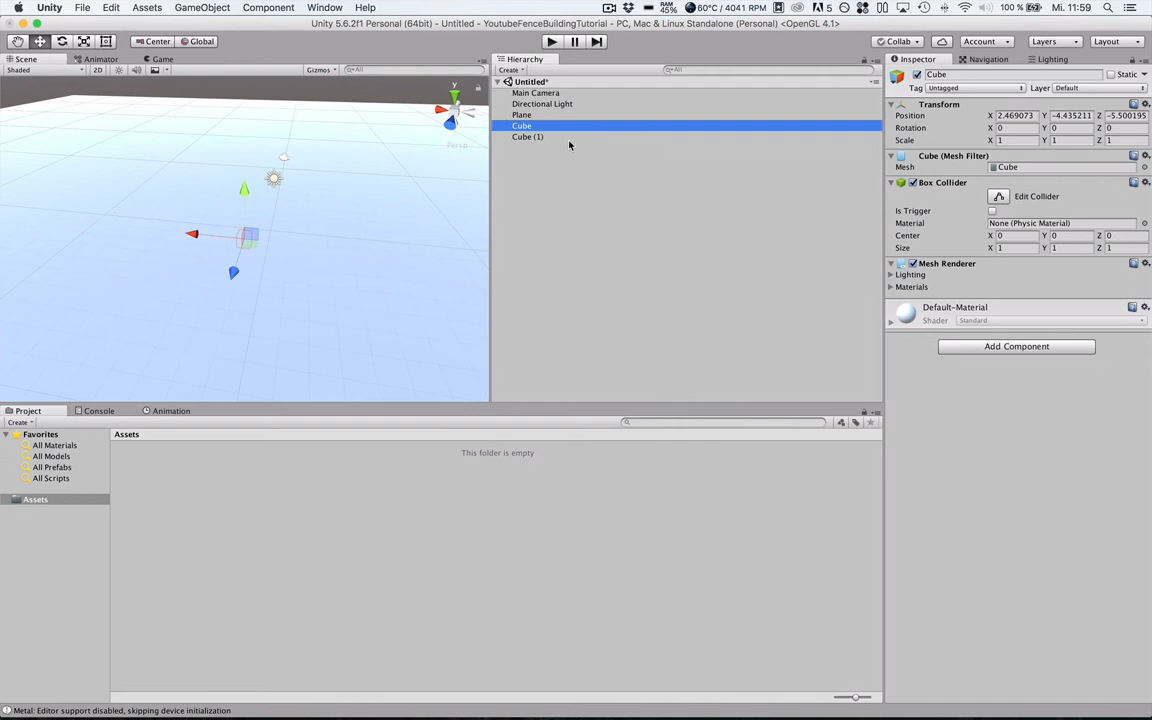 Unity File Edit Assets GameObject Component Window Help RAM 45% 60°C / 4041 RPM 5 100 % Mi. 11:59
Unity 5.6.2f1 Personal (64bit) - Untitled - YoutubeFenceBuildingTutorial - PC, Mac & Linux Standalone (Personal) <OpenGL 4.1>
Center Global Collab Account Layers Layout
Scene Animator Game Hierarchy Inspector Navigation Lighting
Shaded 2D Gizmos All Create All
Untitled*
Main Camera
Directional Light
Plane
Cube
Cube (1)
y
Persp
Cube Static
Tag Untagged Layer Default
Transform
Position X 2.469073 Y -4.435211 Z -5.500195
Rotation X 0 Y 0 Z 0
Scale X 1 Y 1 Z 1
Cube (Mesh Filter)
Mesh Cube
Box Collider
Edit Collider
Is Trigger
Material None (Physic Material)
Center X 0 Y 0 Z 0
Size X 1 Y 1 Z 1
Mesh Renderer
Lighting
Materials
Default-Material
Shader Standard
Add Component
Project Console Animation
Create
Favorites
All Materials
All Models
All Prefabs
All Scripts
Assets
Assets
This folder is empty
Metal: Editor support disabled, skipping device initialization